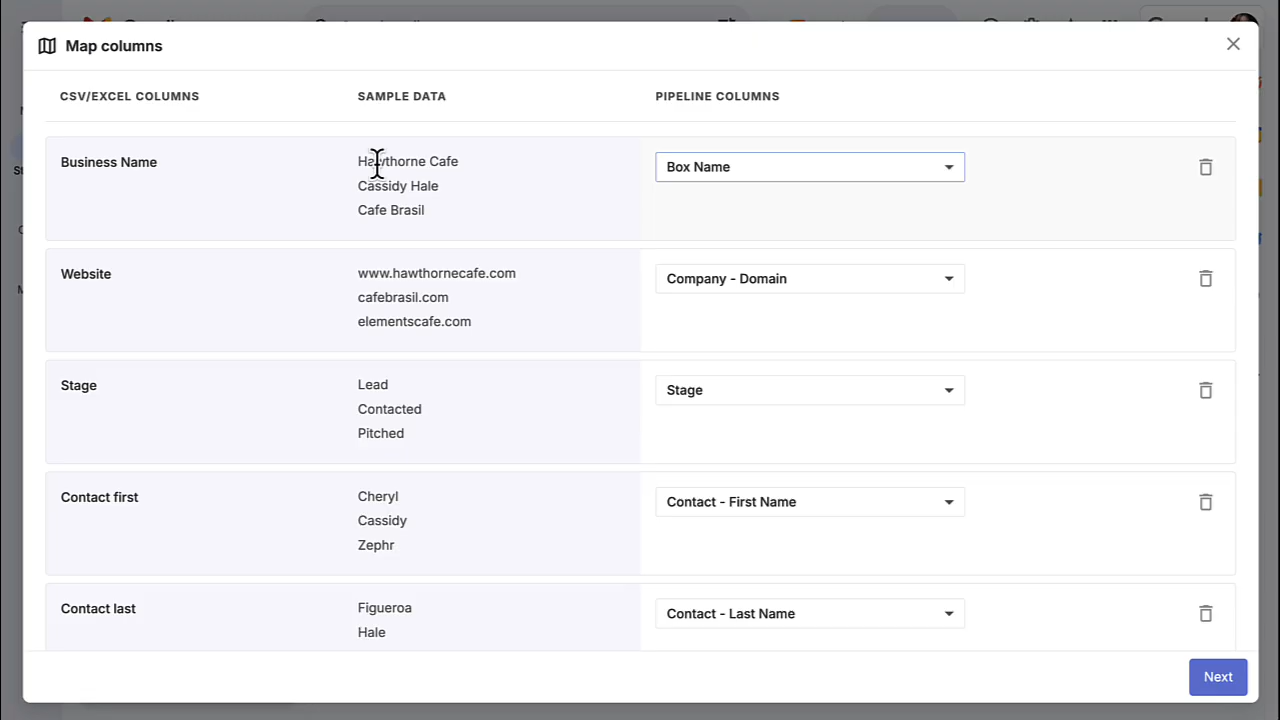 Map columns
CSV/EXCEL COLUMNS SAMPLE DATA PIPELINE COLUMNS
Business Name
Hawthorne Cafe
Cassidy Hale
Cafe Brasil
Box Name
Website
www.hawthornecafe.com
cafebrasil.com
elementscafe.com
Company - Domain
Stage
Lead
Contacted
Pitched
Stage
Contact first
Cheryl
Cassidy
Zephr
Contact - First Name
Contact last
Figueroa
Hale
Contact - Last Name
Next